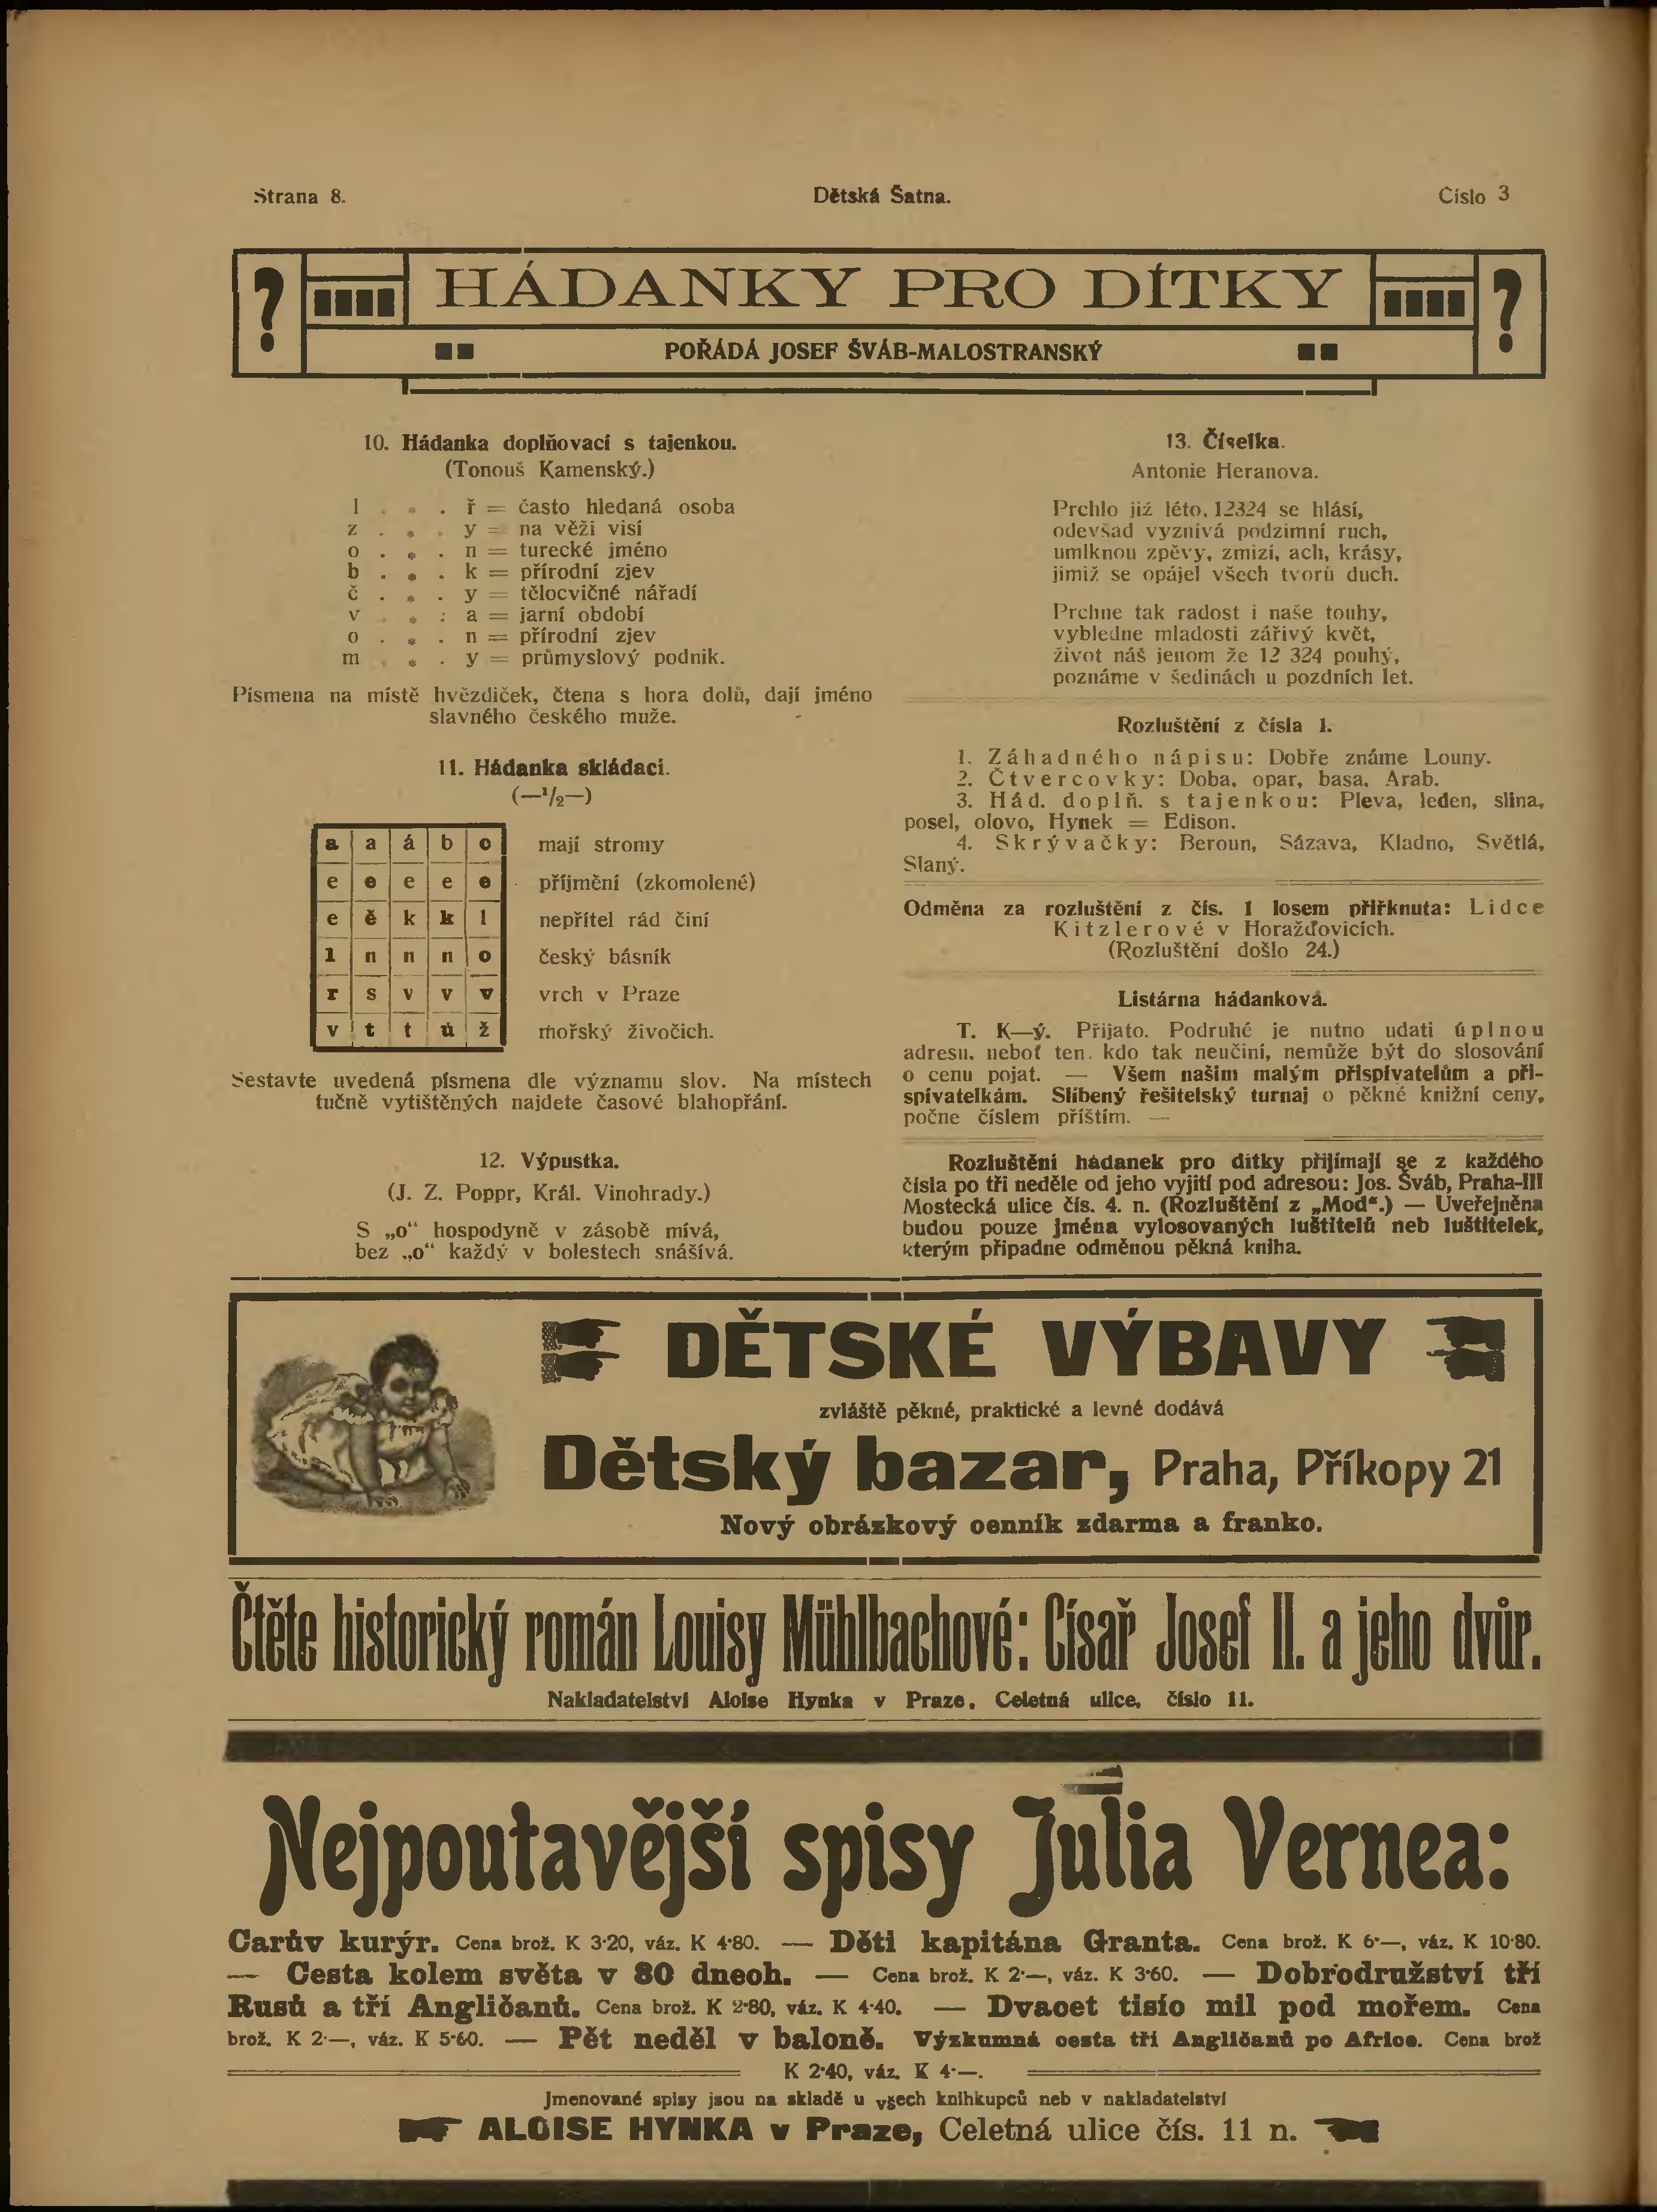 Strana 8.
Dětská Šatna.
Číslo 3
? HÁDANKY PRO DÍTKY ?
POŘÁDÁ JOSEF ŠVÁB-MALOSTRANSKÝ
10. Hádanka doplňovací s tajenkou.
(Tonouš Kamenský.)
l . * . ř = často hledaná osoba
z . * . y = na věži visí
o . * . n = turecké jméno
b . * . k = přírodní zjev
č . * . y = tělocvičné nářadí
v . * . a = jarní období
o . * . n = přírodní zjev
m . * . y = průmyslový podnik.
Písmena na místě hvězdiček, čtena s hora dolů, dají jméno
slavného českého muže.
11. Hádanka skládací.
(—¹/₂—)
a a á b c mají stromy
e e e e e příjmění (zkomolené)
e ě k k l nepřítel rád činí
l n n n o český básník
r s v v v vrch v Praze
v t t ů ž mořský živočich.
Sestavte uvedená písmena dle významu slov. Na místech
tučně vytištěných najdete časové blahopřání.
12. Výpustka.
(J. Z. Poppr, Král. Vinohrady.)
S „o“ hospodyně v zásobě mívá,
bez „o“ každý v bolestech snášívá.
13. Číselka.
Antonie Heranova.
Prchlo již léto, 12324 se hlásí,
odevšad vyznívá podzimní ruch,
umlknou zpěvy, zmizí, ach, krásy,
jimiž se opájel všech tvorů duch.
Prchne tak radost i naše touhy,
vybledne mladosti zářivý květ,
život náš jenom že 12 324 pouhý,
poznáme v šedinách u pozdních let.
Rozluštění z čísla 1.
1. Záhadného nápisu: Dobře známe Louny.
2. Čtvercovky: Doba, opar, basa, Arab.
3. Hád. doplň. s tajenkou: Pleva, leden, slina,
posel, olovo, Hynek = Edison.
4. Skrývačky: Beroun, Sázava, Kladno, Světlá,
Slaný.
Odměna za rozluštění z čís. 1 losem přiřknuta: Lidce
Kitzlerové v Horažďovicích.
(Rozluštění došlo 24.)
Listárna hádanková.
T. K—ý. Přijato. Podruhé je nutno udati úplnou
adresu, neboť ten. kdo tak neučiní, nemůže být do slosování
o cenu pojat. — Všem našim malým přispívatelům a při-
spívatelkám. Slíbený řešitelský turnaj o pěkné knižní ceny,
počne číslem příštím. —
Rozluštění hádanek pro dítky přijímají se z každého
čísla po tři neděle od jeho vyjití pod adresou: Jos. Šváb, Praha-III
Mostecká ulice čís. 4. n. (Rozluštění z „Mod“.) — Uveřejněna
budou pouze jména vylosovaných luštitelů neb luštitelek,
kterým připadne odměnou pěkná kniha.
DĚTSKÉ VÝBAVY
zvláště pěkné, praktické a levné dodává
Dětský bazar, Praha, Příkopy 21
Nový obrázkový cenník zdarma a franko.
Čtěte historický román Louisy Mühlbachové: Císař Josef II. a jeho dvůr.
Nakladatelství Aloise Hynka v Praze, Celetná ulice, číslo 11.
Nejpoutavější spisy Julia Vernea:
Carův kurýr. Cena brož. K 3·20, váz. K 4·80. — Děti kapitána Granta. Cena brož. K 6·—, váz. K 10·80.
— Cesta kolem světa v 80 dnech. — Cena brož. K 2·—, váz. K 3·60. — Dobrodružství tří
Rusů a tří Angličanů. Cena brož. K 2·80, váz. K 4·40. — Dvacet tisíc mil pod mořem. Cena
brož. K 2·—, váz. K 5·60. — Pět neděl v baloně. Výzkumná cesta tří Angličanů po Africe. Cena brož
K 2·40, váz. K 4·—.
Jmenované spisy jsou na skladě u všech knihkupců neb v nakladatelství
ALOISE HYNKA v Praze, Celetná ulice čís. 11 n.